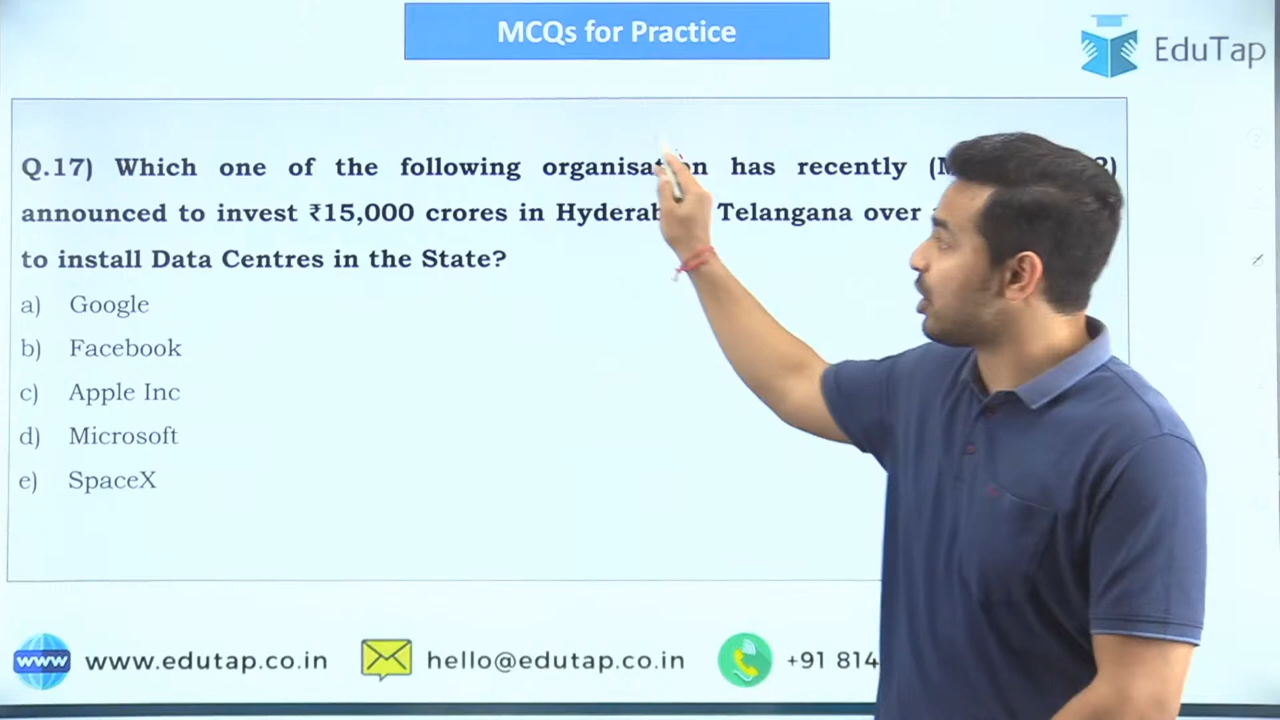 MCQs for Practice
EduTap
Q.17) Which one of the following organisation has recently
announced to invest ₹15,000 crores in Hyderab Telangana over
to install Data Centres in the State?
a) Google
b) Facebook
c) Apple Inc
d) Microsoft
e) SpaceX
www
www.edutap.co.in
hello@edutap.co.in
+91 814